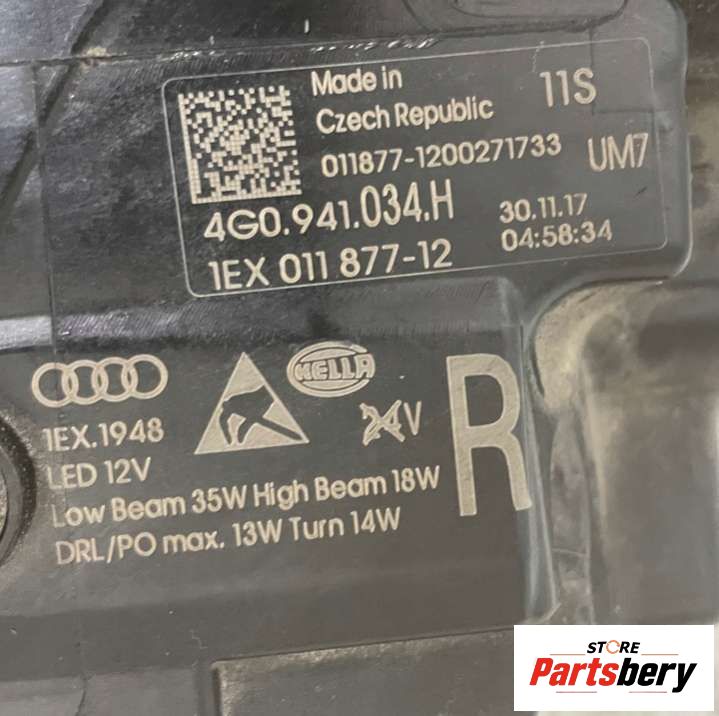 Made in
Czech Republic
11S
011877-1200271733
UM7
4G0.941.034.H
30.11.17
1EX 011 877-12
04:58:34
HELLA
1EX.1948
24V
R
LED 12V
Low Beam 35W High Beam 18W
DRL/PO max. 13W Turn 14W
STORE
Partsbery